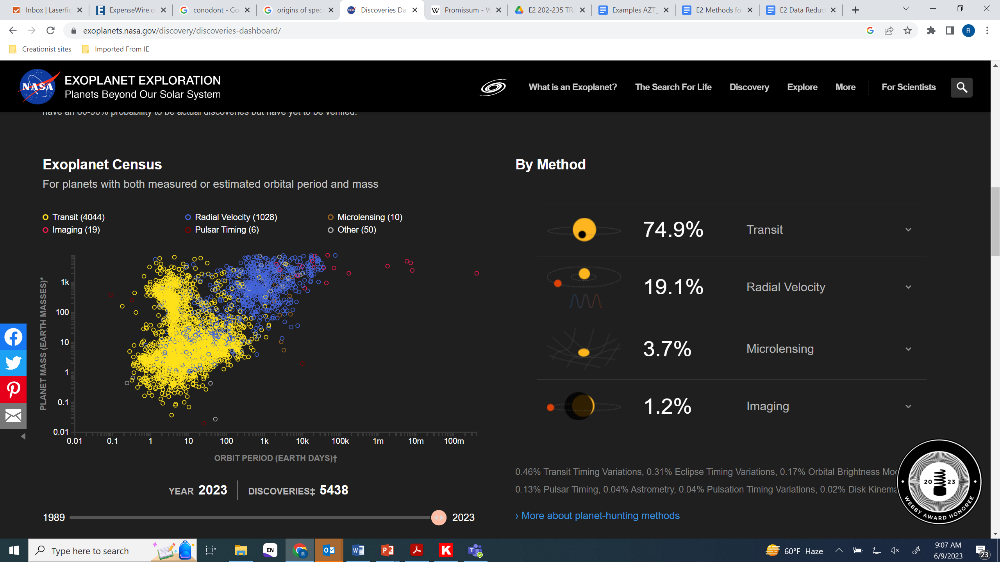 Inbox | Laserfic
ExpenseWire.co
conodont - Go
origins of speci
Discoveries Da
Promissum - W
E2 202-235 TRA
Examples AZT_
E2 Methods fo
E2 Data Reduc
exoplanets.nasa.gov/discovery/discoveries-dashboard/
R
Creationist sites
Imported From IE
NASA
EXOPLANET EXPLORATION
Planets Beyond Our Solar System
What is an Exoplanet?
The Search For Life
Discovery
Explore
More
For Scientists
have an 80-90% probability to be actual discoveries but have yet to be verified.
Exoplanet Census
For planets with both measured or estimated orbital period and mass
Transit (4044)
Radial Velocity (1028)
Microlensing (10)
Imaging (19)
Pulsar Timing (6)
Other (50)
PLANET MASS (EARTH MASSES)*
1k
100
10
1
0.1
0.01
0.01 0.1 1 10 100 1k 10k 100k 1m 10m 100m
ORBIT PERIOD (EARTH DAYS)†
YEAR 2023
DISCOVERIES‡ 5438
1989
2023
By Method
74.9% Transit
19.1% Radial Velocity
3.7% Microlensing
1.2% Imaging
0.46% Transit Timing Variations, 0.31% Eclipse Timing Variations, 0.17% Orbital Brightness Mo
0.13% Pulsar Timing, 0.04% Astrometry, 0.04% Pulsation Timing Variations, 0.02% Disk Kinema
› More about planet-hunting methods
20 23
WEBBY AWARD HONOREE
Type here to search
EN
R
60°F Haze
9:07 AM
6/9/2023
23